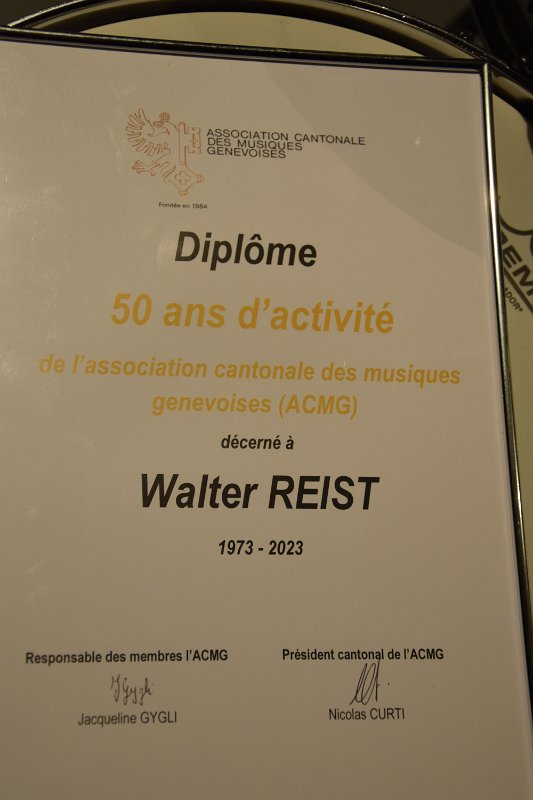 ASSOCIATION CANTONALE
DES MUSIQUES
GENEVOISES
Fondée en 1984
Diplôme
50 ans d'activité
de l'association cantonale des musiques
genevoises (ACMG)
décerné à
Walter REIST
1973 - 2023
Responsable des membres l'ACMG
Président cantonal de l'ACMG
JGygli
Jacqueline GYGLI
Nicolas CURTI